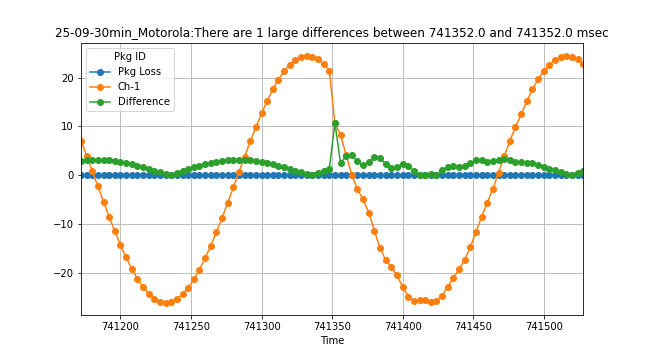 25-09-30min_Motorola:There are 1 large differences between 741352.0 and 741352.0 msec
Pkg ID
Pkg Loss
Ch-1
Difference
20
10
0
−10
−20
741200 741250 741300 741350 741400 741450 741500
Time